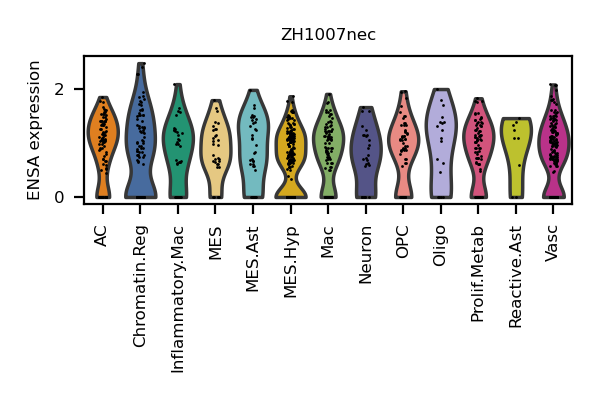 ZH1007nec
ENSA expression
2
0
AC
Chromatin.Reg
Inflammatory.Mac
MES
MES.Ast
MES.Hyp
Mac
Neuron
OPC
Oligo
Prolif.Metab
Reactive.Ast
Vasc